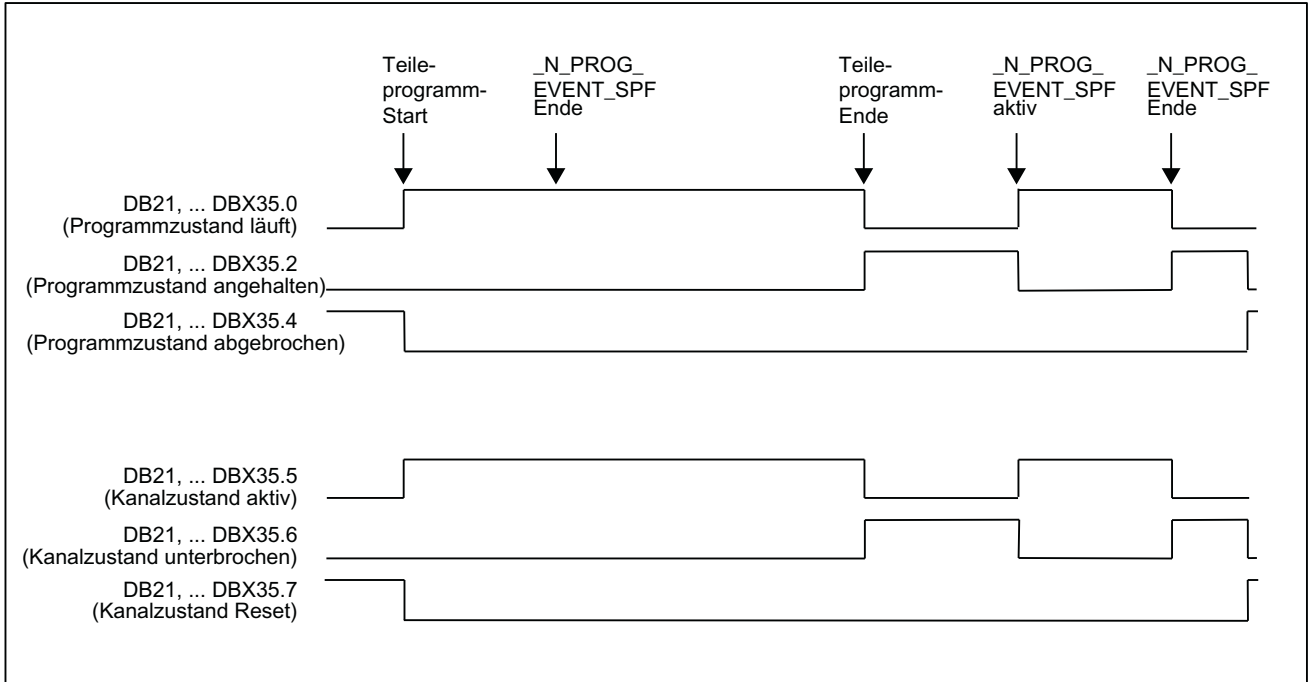 Teile-
programm-
Start
_N_PROG_
EVENT_SPF
Ende
Teile-
programm-
Ende
_N_PROG_
EVENT_SPF
aktiv
_N_PROG_
EVENT_SPF
Ende
DB21, ... DBX35.0
(Programmzustand läuft)
DB21, ... DBX35.2
(Programmzustand angehalten)
DB21, ... DBX35.4
(Programmzustand abgebrochen)
DB21, ... DBX35.5
(Kanalzustand aktiv)
DB21, ... DBX35.6
(Kanalzustand unterbrochen)
DB21, ... DBX35.7
(Kanalzustand Reset)